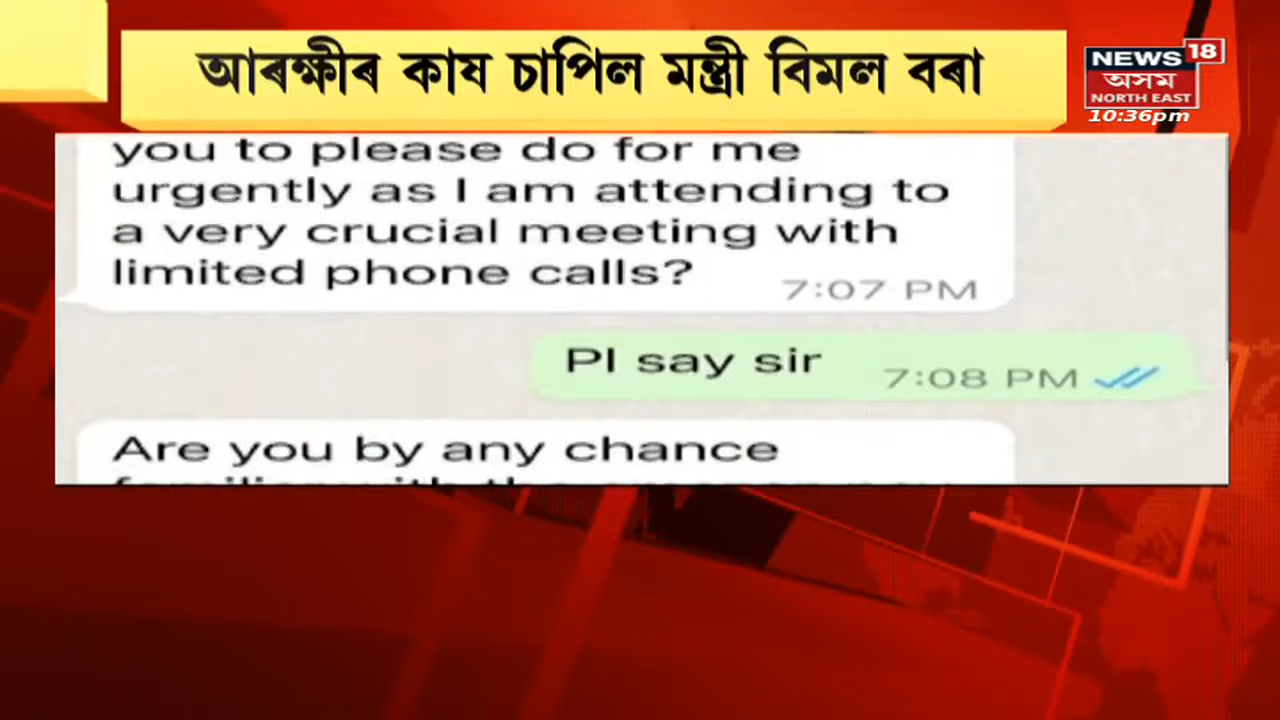 আৰক্ষীৰ কাষ চাপিল মন্ত্ৰী বিমল বৰা
NEWS 18
অসম
NORTH EAST
10:36pm
you to please do for me
urgently as I am attending to
a very crucial meeting with
limited phone calls?
7:07 PM
Pl say sir
7:08 PM
Are you by any chance